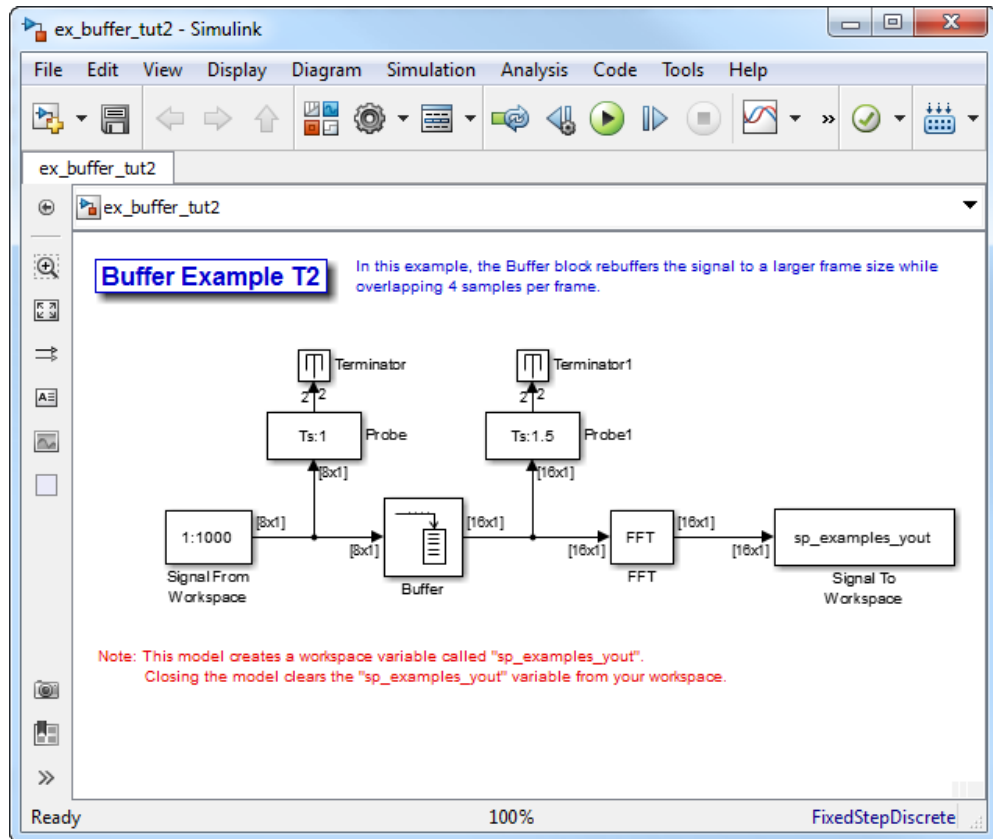 ex_buffer_tut2 - Simulink
File Edit View Display Diagram Simulation Analysis Code Tools Help
»
ex_buffer_tut2
ex_buffer_tut2
Buffer Example T2
In this example, the Buffer block rebuffers the signal to a larger frame size while
overlapping 4 samples per frame.
Terminator
Terminator1
2 2
2 2
Ts:1
Probe
Ts:1.5
Probe1
[8x1]
[16x1]
1:1000
[8x1]
[8x1]
[16x1]
[16x1]
FFT
[16x1]
[16x1]
sp_examples_yout
Signal From
Workspace
Buffer
FFT
Signal To
Workspace
Note: This model creates a workspace variable called "sp_examples_yout".
Closing the model clears the "sp_examples_yout" variable from your workspace.
Ready 100% FixedStepDiscrete